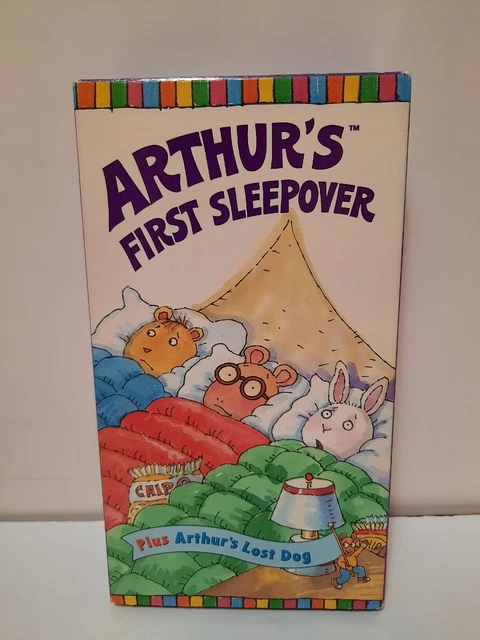 ARTHUR'S™
FIRST SLEEPOVER
CHIPS
Plus Arthur's Lost Dog